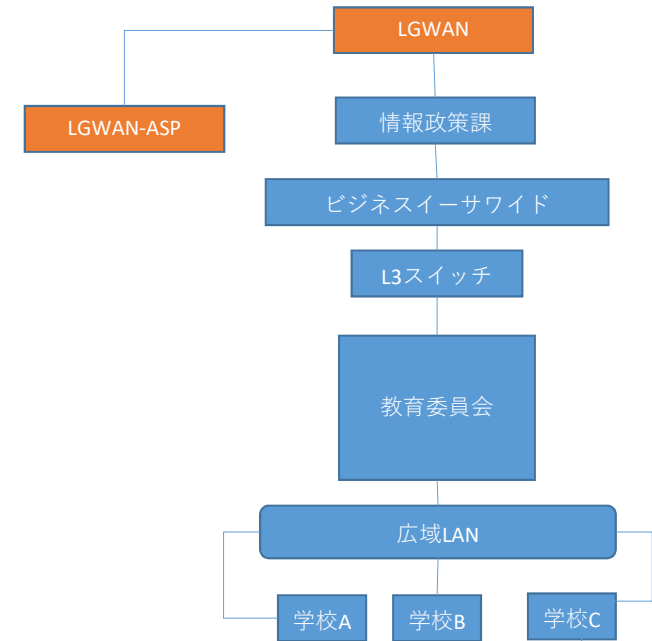 LGWAN
LGWAN-ASP
情報政策課
ビジネスイーサワイド
L3スイッチ
教育委員会
広域LAN
学校A
学校B
学校C